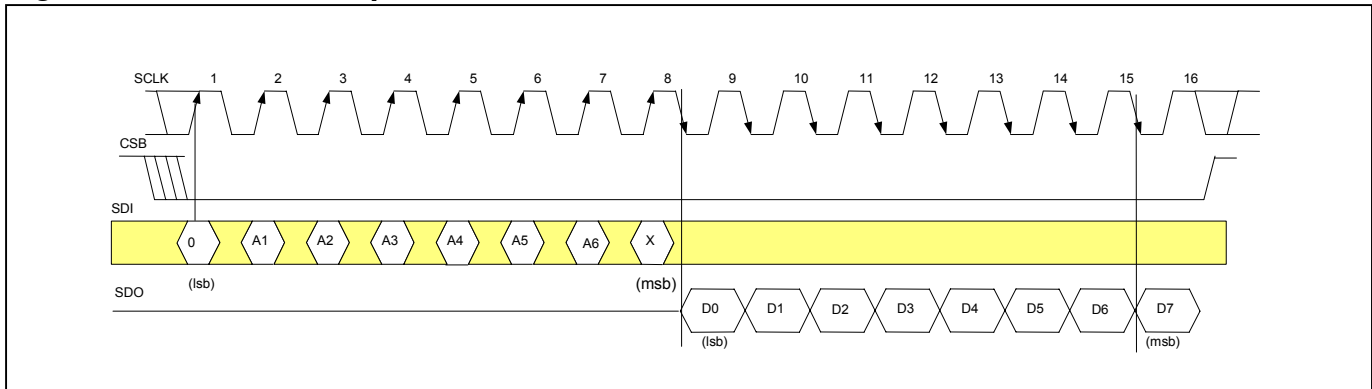 SCLK 1 2 3 4 5 6 7 8 9 10 11 12 13 14 15 16
CSB
SDI
0 A1 A2 A3 A4 A5 A6 X
(lsb) (msb)
SDO
D0 D1 D2 D3 D4 D5 D6 D7
(lsb) (msb)